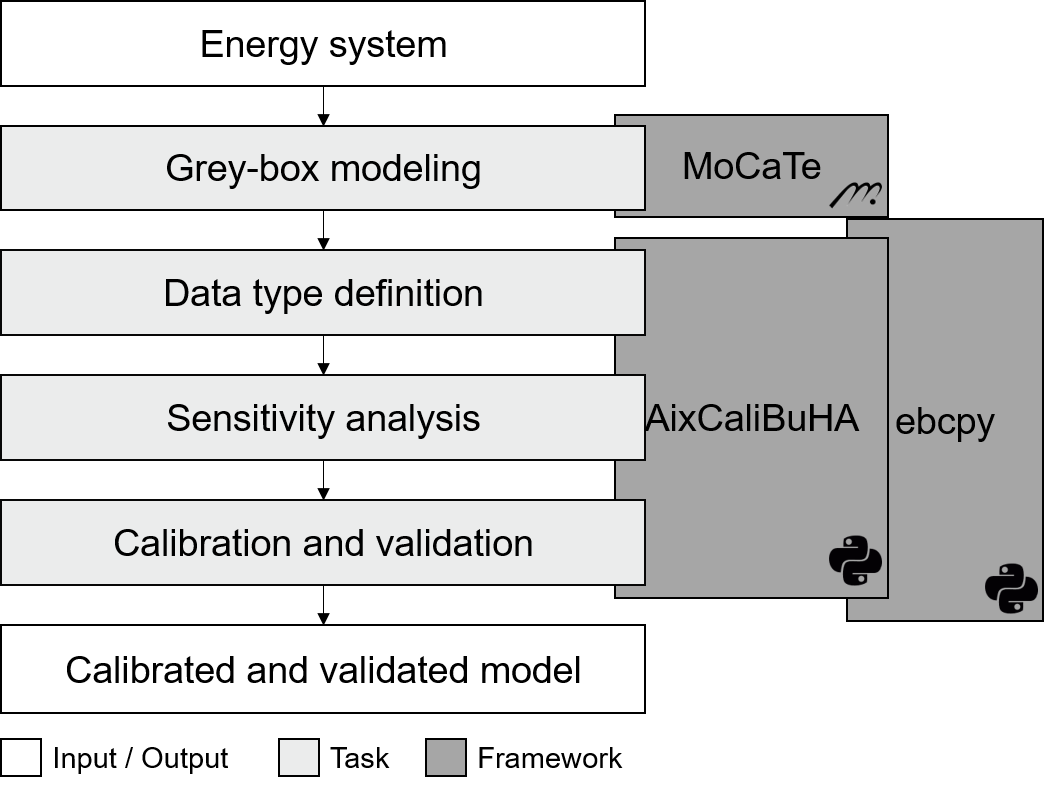 Energy system
Grey-box modeling
MoCaTe
Data type definition
Sensitivity analysis
AixCaliBuHA
ebcpy
Calibration and validation
Calibrated and validated model
Input / Output
Task
Framework